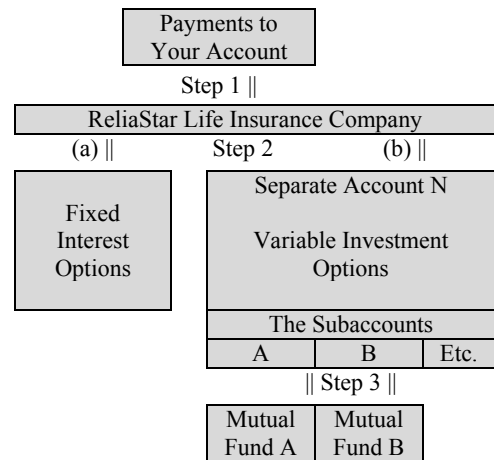 Payments to
Your Account
Step 1 ||
ReliaStar Life Insurance Company
(a) || Step 2 (b) ||
Fixed
Interest
Options
Separate Account N
Variable Investment
Options
The Subaccounts
A B Etc.
|| Step 3 ||
Mutual
Fund A
Mutual
Fund B